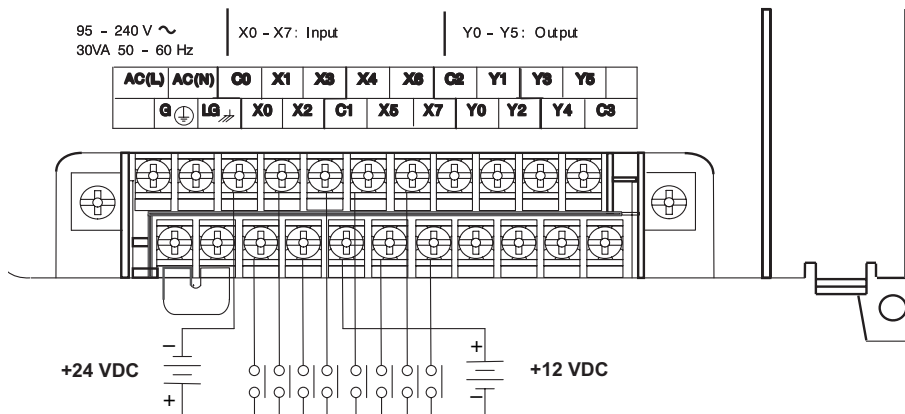 95 - 240 V ~
30VA 50 - 60 Hz
X0 - X7: Input
Y0 - Y5: Output
AC(L) AC(N) C0 X1 X3 X4 X6 C2 Y1 Y3 Y5
G LG X0 X2 C1 X5 X7 Y0 Y2 Y4 C3
- +
+24 VDC +12 VDC
+ -